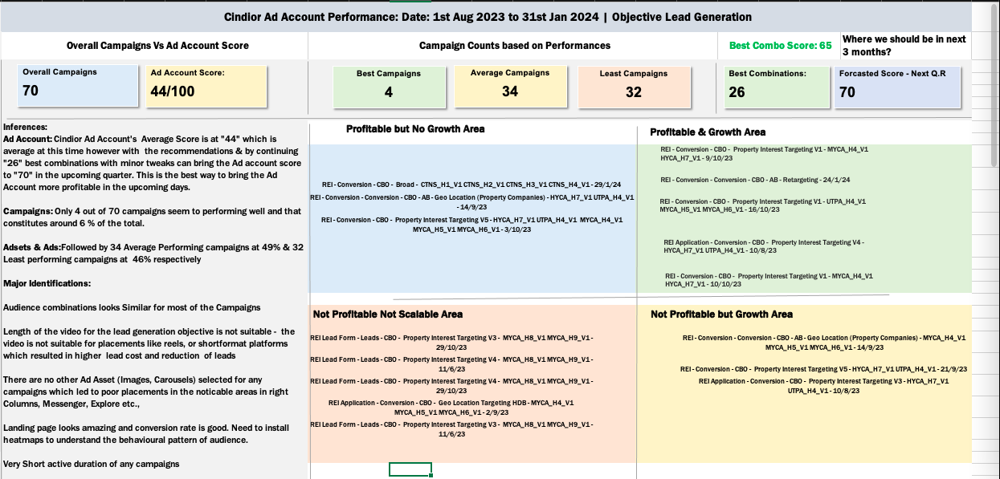 Cindior Ad Account Performance: Date: 1st Aug 2023 to 31st Jan 2024 | Objective Lead Generation
Overall Campaigns Vs Ad Account Score
Campaign Counts based on Performances
Best Combo Score: 65
Where we should be in next
3 months?
Overall Campaigns
70
Ad Account Score:
44/100
Best Campaigns
4
Average Campaigns
34
Least Campaigns
32
Best Combinations:
26
Forcasted Score - Next Q.R
70
Inferences:
Ad Account: Cindior Ad Account's Average Score is at "44" which is
average at this time however with the recommendations & by continuing
"26" best combinations with minor tweaks can bring the Ad account score
to "70" in the upcoming quarter. This is the best way to bring the Ad
Account more profitable in the upcoming days.
Campaigns: Only 4 out of 70 campaigns seem to performing well and that
constitutes around 6 % of the total.
Adsets & Ads:Followed by 34 Average Performing campaigns at 49% & 32
Least performing campaigns at 46% respectively
Major Identifications:
Audience combinations looks Similar for most of the Campaigns
Length of the video for the lead generation objective is not suitable - the
video is not suitable for placements like reels, or shortformat platforms
which resulted in higher lead cost and reduction of leads
There are no other Ad Asset (Images, Carousels) selected for any
campaigns which led to poor placements in the noticable areas in right
Columns, Messenger, Explore etc.,
Landing page looks amazing and conversion rate is good. Need to install
heatmaps to understand the behavioural pattern of audience.
Very Short active duration of any campaigns
Profitable but No Growth Area
REI - Conversion - CBO - Broad - CTNS_H1_V1 CTNS_H2_V1 CTNS_H3_V1 CTNS_H4_V1 - 29/1/24
REI - Conversion - Conversion - CBO - AB - Geo Location (Property Companies) - HYCA_H7_V1 UTPA_H4_V1
- 14/9/23
REI - Conversion - CBO - Property Interest Targeting V5 - HYCA_H7_V1 UTPA_H4_V1 MYCA_H4_V1
MYCA_H5_V1 MYCA_H6_V1 - 3/10/23
Profitable & Growth Area
REI - Conversion - CBO - Property Interest Targeting V1 - MYCA_H4_V1
HYCA_H7_V1 - 9/10/23
REI - Conversion - Conversion - CBO - AB - Retargeting - 24/1/24
REI - Conversion - CBO - Property Interest Targeting V1 - UTPA_H4_V1
MYCA_H5_V1 MYCA_H6_V1 - 16/10/23
REI Application - Conversion - CBO - Property Interest Targeting V4 -
HYCA_H7_V1 UTPA_H4_V1 - 10/8/23
REI - Conversion - CBO - Property Interest Targeting V1 - MYCA_H4_V1
HYCA_H7_V1 - 10/10/23
Not Profitable Not Scalable Area
REI Lead Form - Leads - CBO - Property Interest Targeting V3 - MYCA_H8_V1 MYCA_H9_V1 -
29/10/23
REI Lead Form - Leads - CBO - Property Interest Targeting V4 - MYCA_H8_V1 MYCA_H9_V1 -
11/6/23
REI Lead Form - Leads - CBO - Property Interest Targeting V4 - MYCA_H8_V1 MYCA_H9_V1 -
29/10/23
REI Application - Conversion - CBO - Geo Location Targeting HDB - MYCA_H4_V1
MYCA_H5_V1 MYCA_H6_V1 - 2/9/23
REI Lead Form - Leads - CBO - Property Interest Targeting V3 - MYCA_H8_V1 MYCA_H9_V1 -
11/6/23
Not Profitable but Growth Area
REI - Conversion - Conversion - CBO - AB - Geo Location (Property Companies) - MYCA_H4_V1
MYCA_H5_V1 MYCA_H6_V1 - 14/9/23
REI - Conversion - CBO - Property Interest Targeting V5 - HYCA_H7_V1 UTPA_H4_V1 - 21/9/23
REI Application - Conversion - CBO - Property Interest Targeting V3 - HYCA_H7_V1
UTPA_H4_V1 - 10/8/23